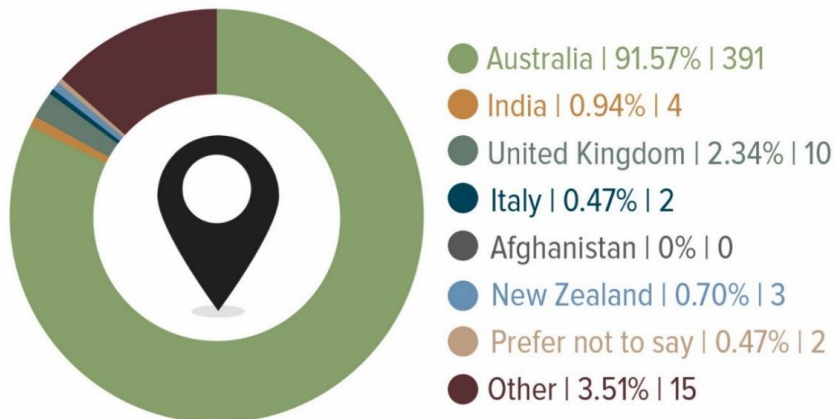 Australia | 91.57% | 391
India | 0.94% | 4
United Kingdom | 2.34% | 10
Italy | 0.47% | 2
Afghanistan | 0% | 0
New Zealand | 0.70% | 3
Prefer not to say | 0.47% | 2
Other | 3.51% | 15